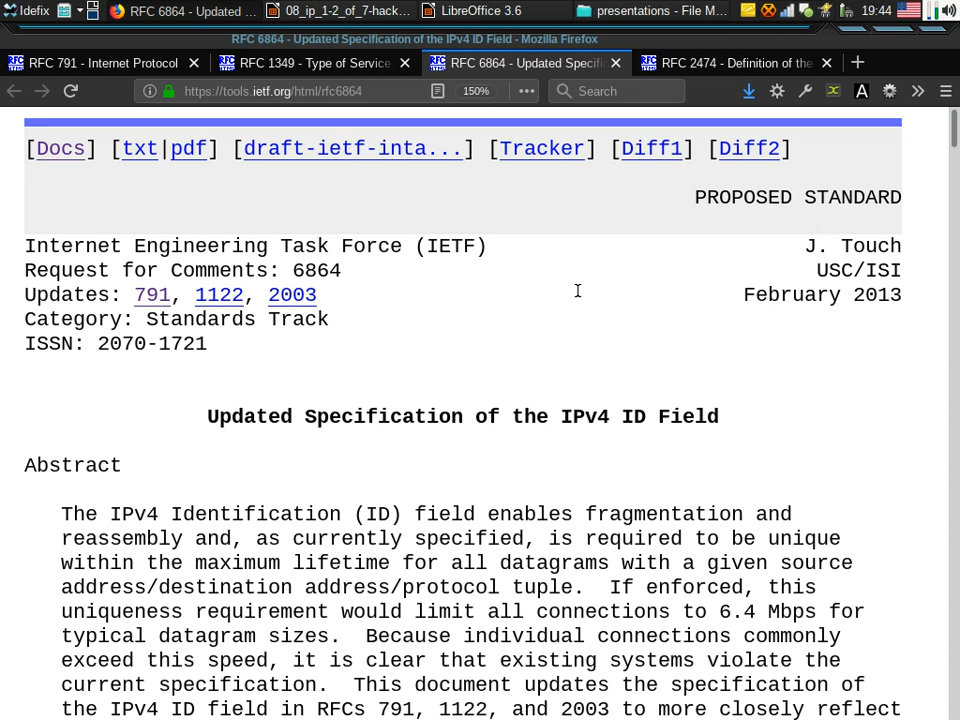 Idefix
RFC 6864 - Updated ...
08_ip_1-2_of_7-hack...
LibreOffice 3.6
presentations - File M...
19:44
RFC 6864 - Updated Specification of the IPv4 ID Field - Mozilla Firefox
RFC 791 - Internet Protocol
RFC 1349 - Type of Service
RFC 6864 - Updated Specifi
RFC 2474 - Definition of the
https://tools.ietf.org/html/rfc6864
150%
Search
[Docs] [txt|pdf] [draft-ietf-inta...] [Tracker] [Diff1] [Diff2]
PROPOSED STANDARD
Internet Engineering Task Force (IETF) J. Touch
Request for Comments: 6864 USC/ISI
Updates: 791, 1122, 2003 February 2013
Category: Standards Track
ISSN: 2070-1721
Updated Specification of the IPv4 ID Field
Abstract
The IPv4 Identification (ID) field enables fragmentation and
reassembly and, as currently specified, is required to be unique
within the maximum lifetime for all datagrams with a given source
address/destination address/protocol tuple. If enforced, this
uniqueness requirement would limit all connections to 6.4 Mbps for
typical datagram sizes. Because individual connections commonly
exceed this speed, it is clear that existing systems violate the
current specification. This document updates the specification of
the IPv4 ID field in RFCs 791, 1122, and 2003 to more closely reflect